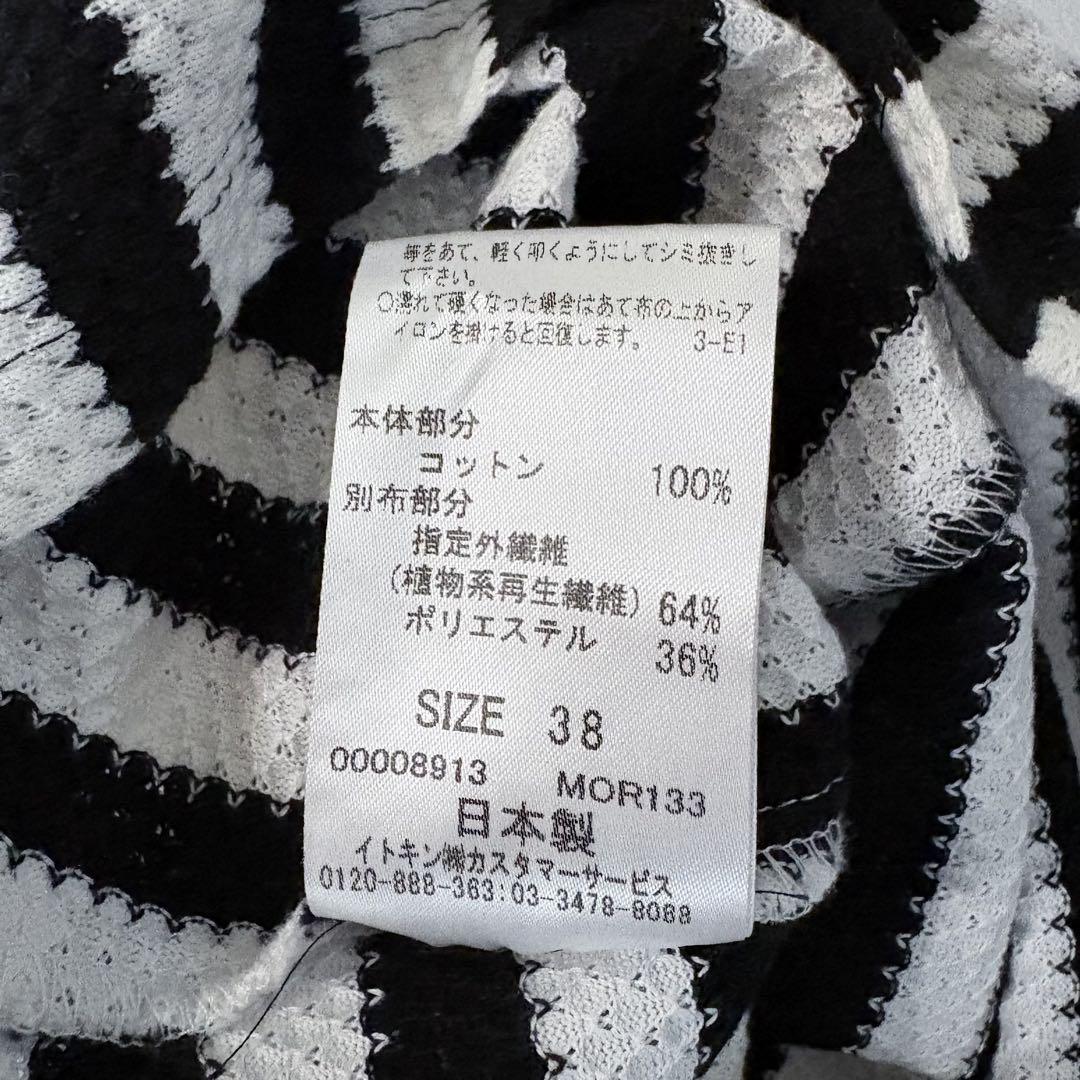 をあて、軽く叩くようにしてシミ抜きし
て下さい。
○濡れて硬くなった場合はあて布の上からア
イロンを掛けると回復します。 3-E1
本体部分
コットン 100%
別布部分
指定外繊維
(植物系再生繊維) 64%
ポリエステル 36%
SIZE 38
00008913 MOR133
日本製
イトキン㈱カスタマーサービス
0120-888-363:03-3478-8088